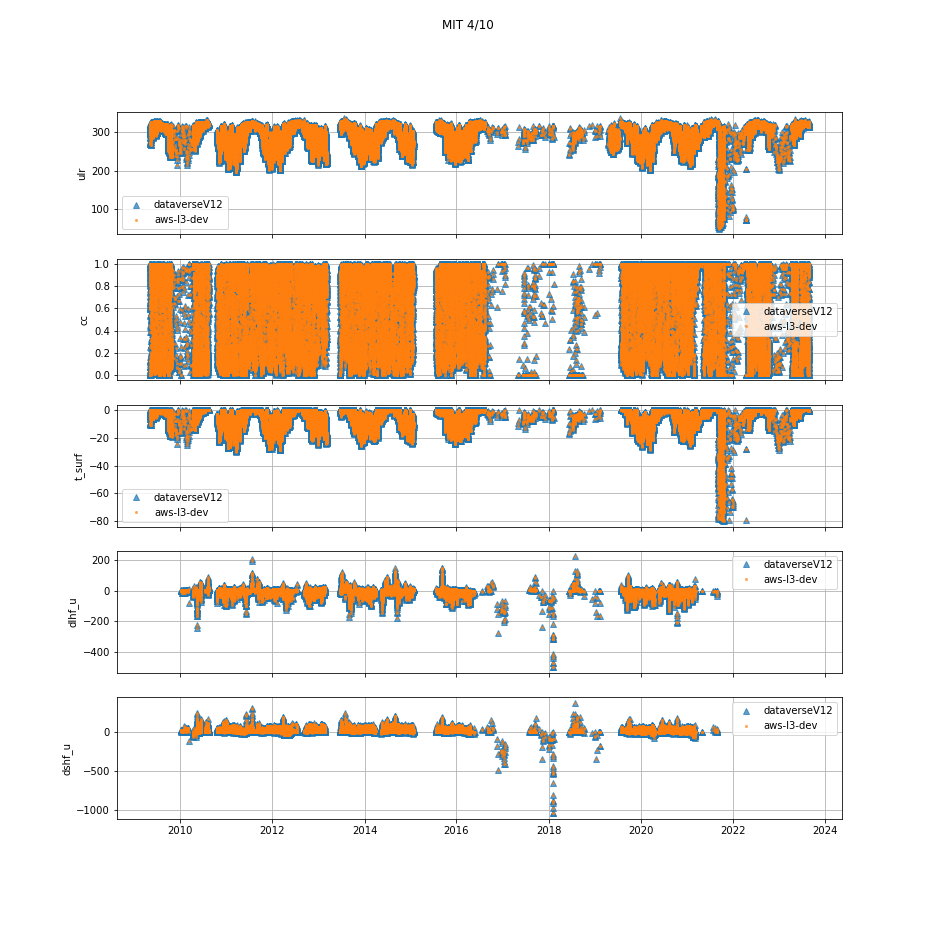 MIT 4/10
300
200
100
ulr
dataverseV12
aws-l3-dev
1.0
0.8
0.6
0.4
0.2
0.0
cc
dataverseV12
aws-l3-dev
0
−20
−40
−60
−80
t_surf
dataverseV12
aws-l3-dev
200
0
−200
−400
dlhf_u
dataverseV12
aws-l3-dev
0
−500
−1000
dshf_u
dataverseV12
aws-l3-dev
2010 2012 2014 2016 2018 2020 2022 2024